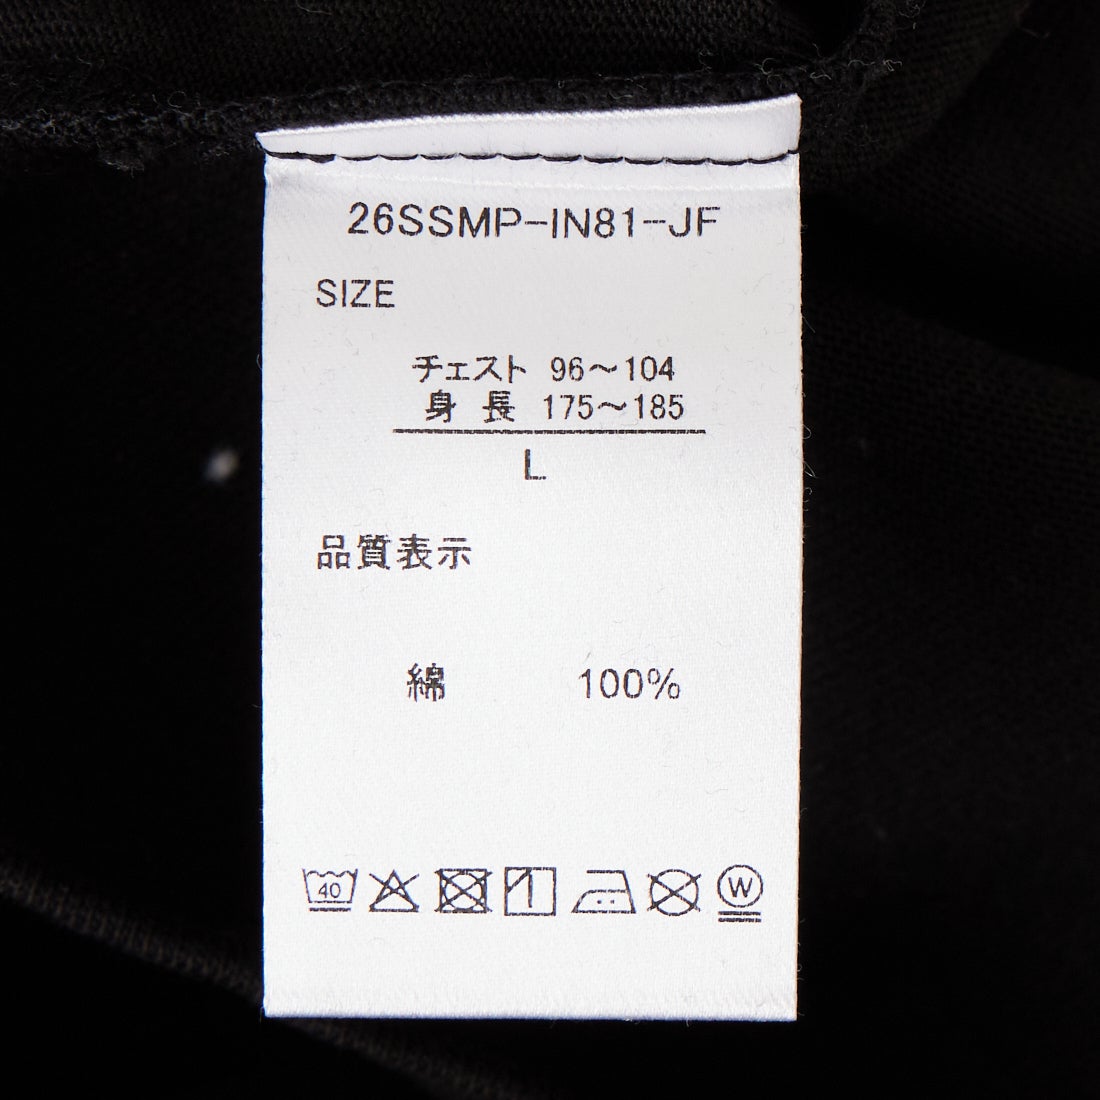 26SSMP-IN81-JF
SIZE
チェスト 96〜104
身 長 175〜185
L
品質表示
綿 100%
40 W